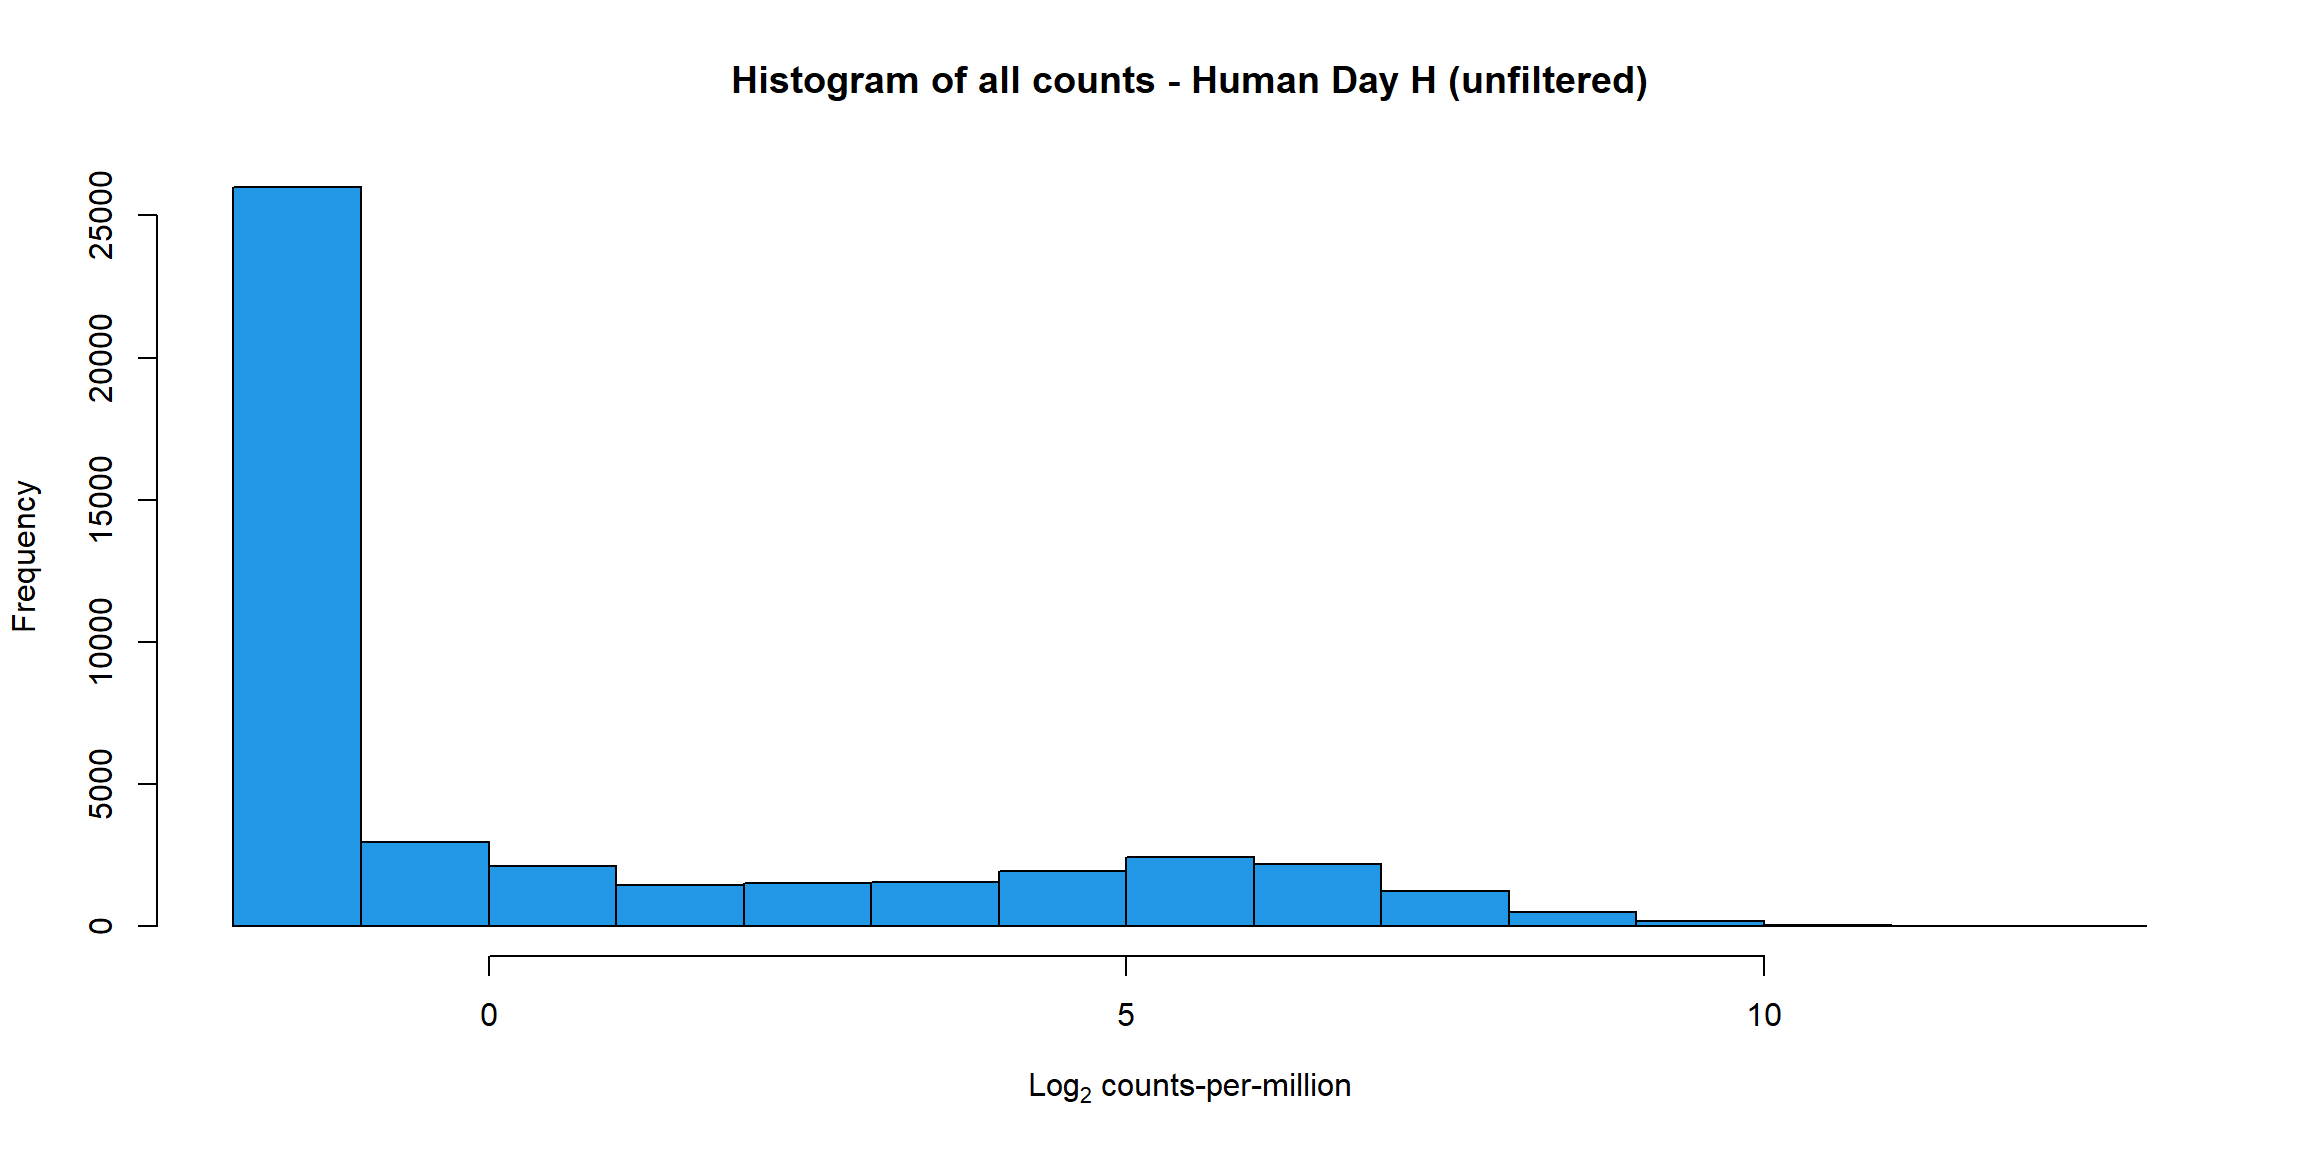 Histogram of all counts - Human Day H (unfiltered)
Frequency
25000
20000
15000
10000
5000
0
0 5 10
Log₂ counts-per-million